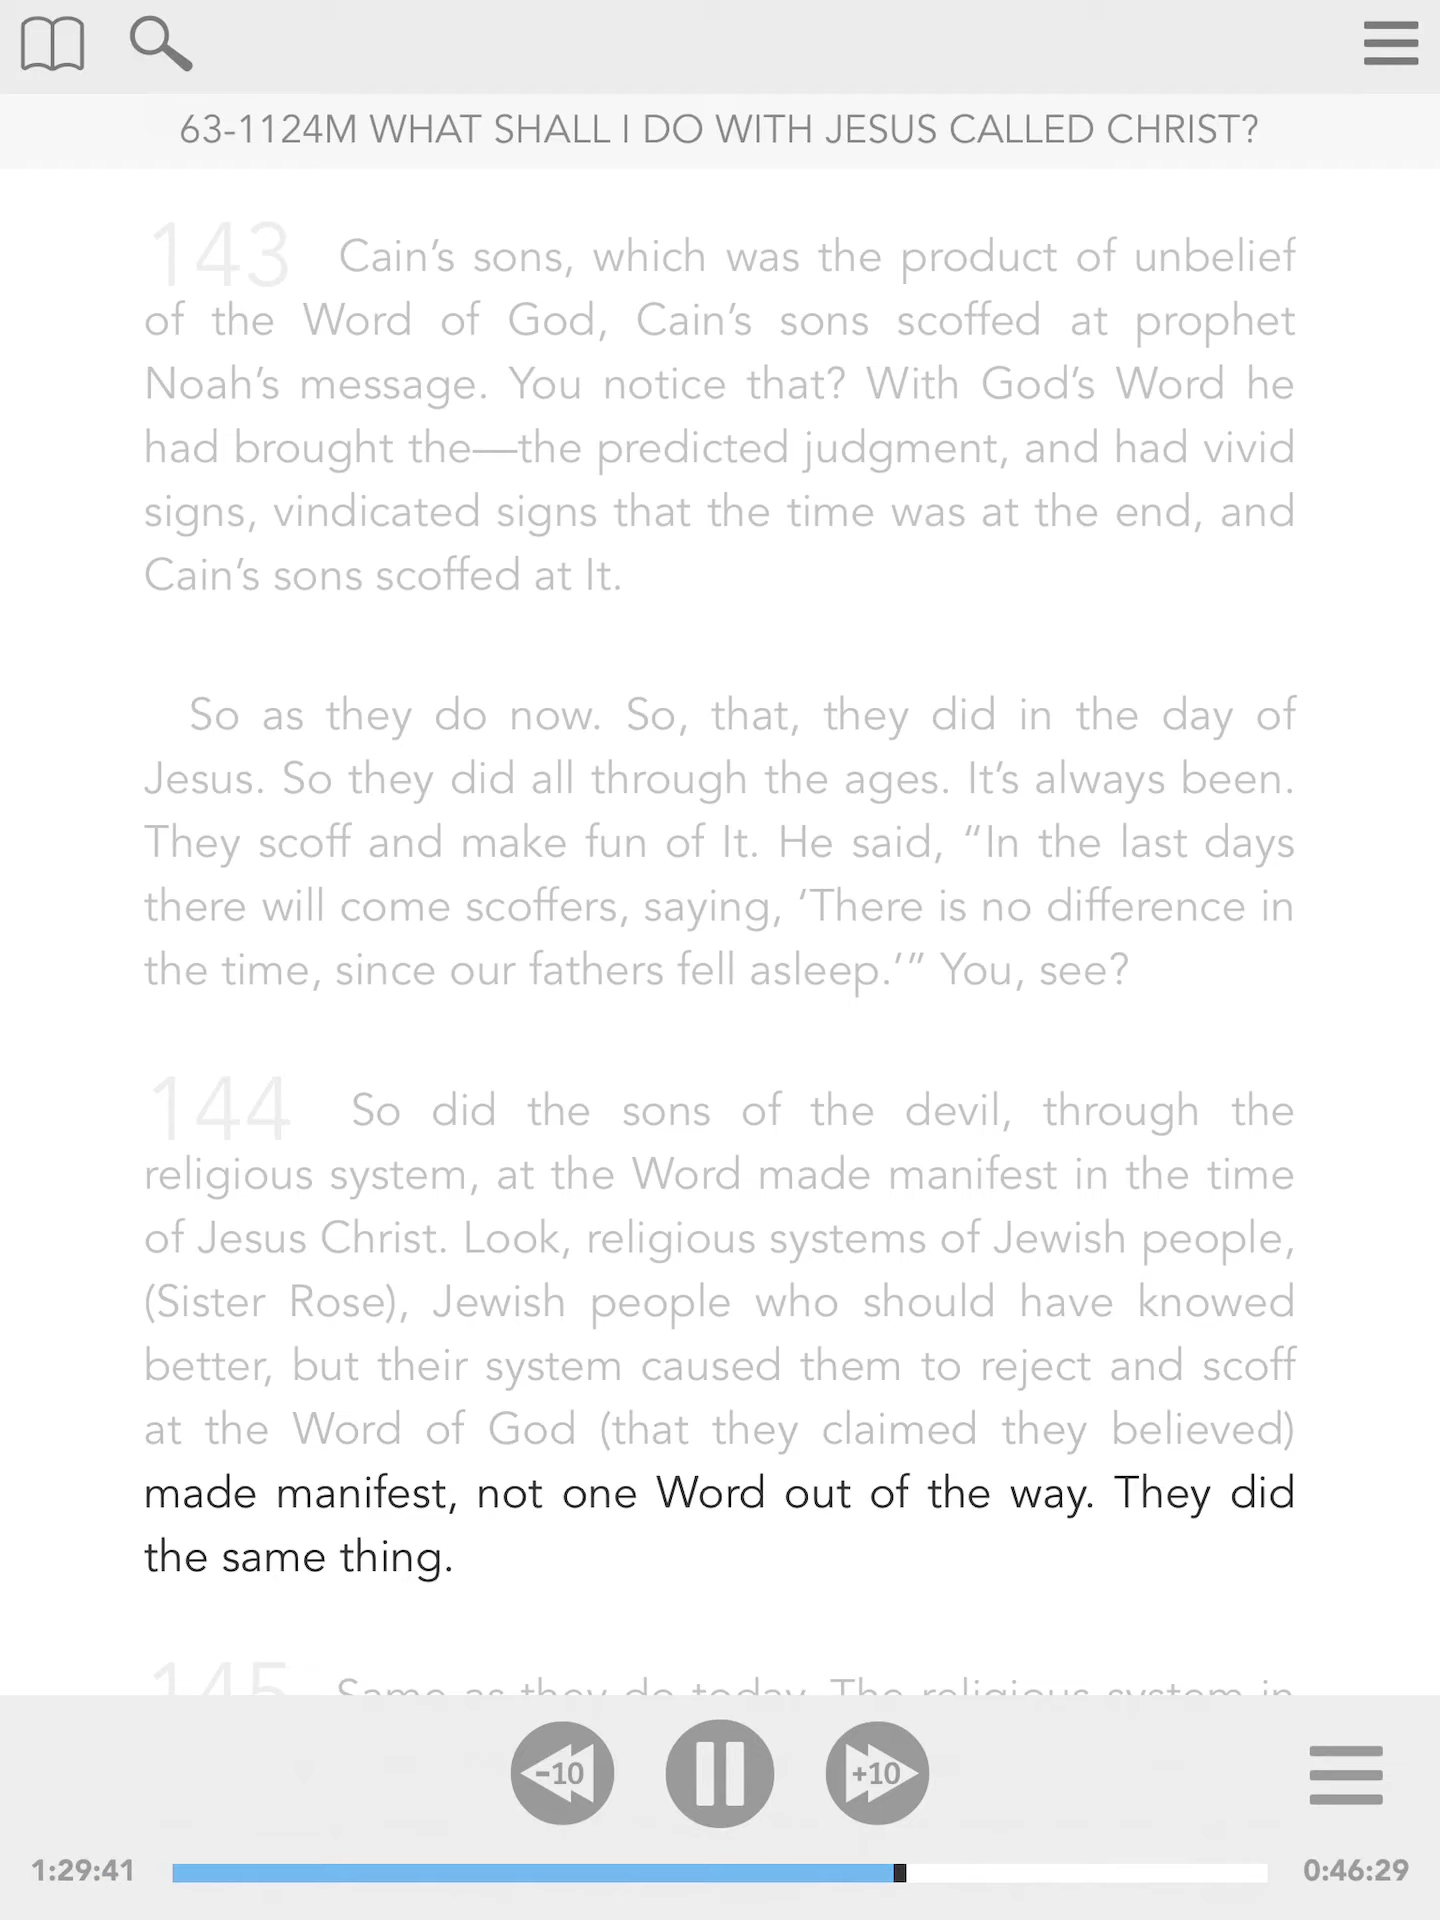 63-1124M WHAT SHALL I DO WITH JESUS CALLED CHRIST?
143 Cain’s sons, which was the product of unbelief
of the Word of God, Cain’s sons scoffed at prophet
Noah’s message. You notice that? With God’s Word he
had brought the—the predicted judgment, and had vivid
signs, vindicated signs that the time was at the end, and
Cain’s sons scoffed at It.
So as they do now. So, that, they did in the day of
Jesus. So they did all through the ages. It’s always been.
They scoff and make fun of It. He said, “In the last days
there will come scoffers, saying, ‘There is no difference in
the time, since our fathers fell asleep.’” You, see?
144 So did the sons of the devil, through the
religious system, at the Word made manifest in the time
of Jesus Christ. Look, religious systems of Jewish people,
(Sister Rose), Jewish people who should have knowed
better, but their system caused them to reject and scoff
at the Word of God (that they claimed they believed)
made manifest, not one Word out of the way. They did
the same thing.
145 Same as they do today. The religious system in
-10 +10
1:29:41 0:46:29